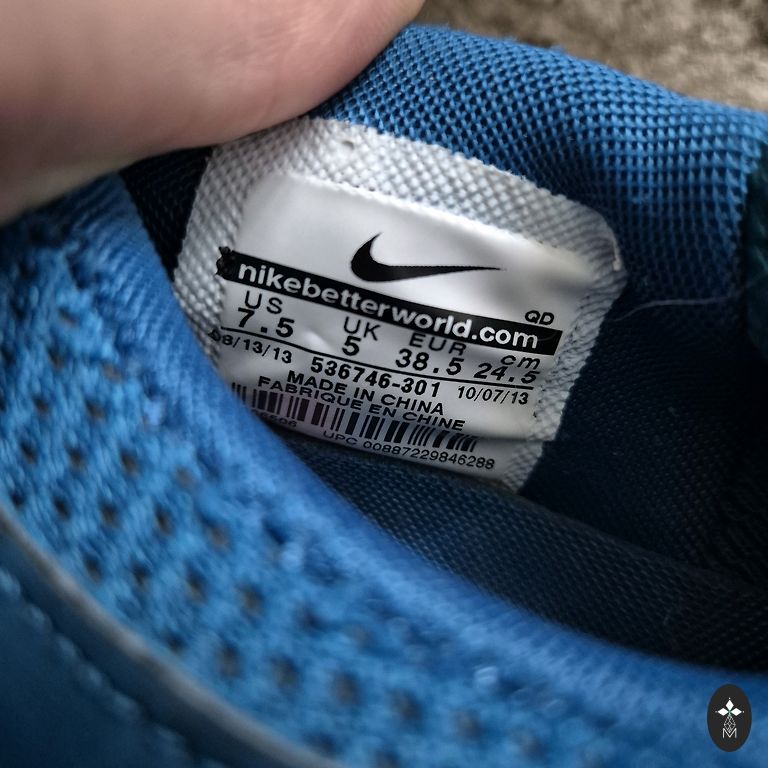 nikebetterworld.com
QD
US UK EUR cm
7.5 5 38.5 24.5
08/13/13 536746-301 10/07/13
MADE IN CHINA
FABRIQUE EN CHINE
UPC 00887229846288
M